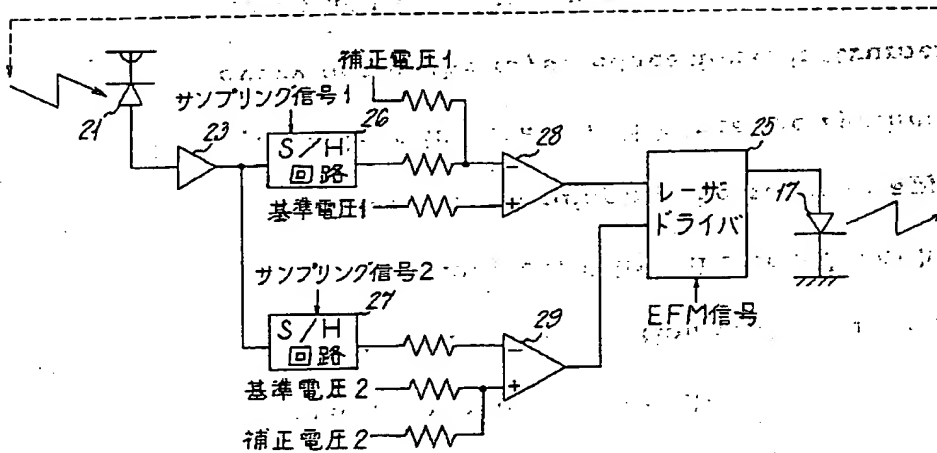 補正電圧1
サンプリング信号1
21
23
26
S/H
回路
28
基準電圧1
25
レーザ
ドライバ
17
サンプリング信号2
27
S/H
回路
29
EFM信号
基準電圧2
補正電圧2